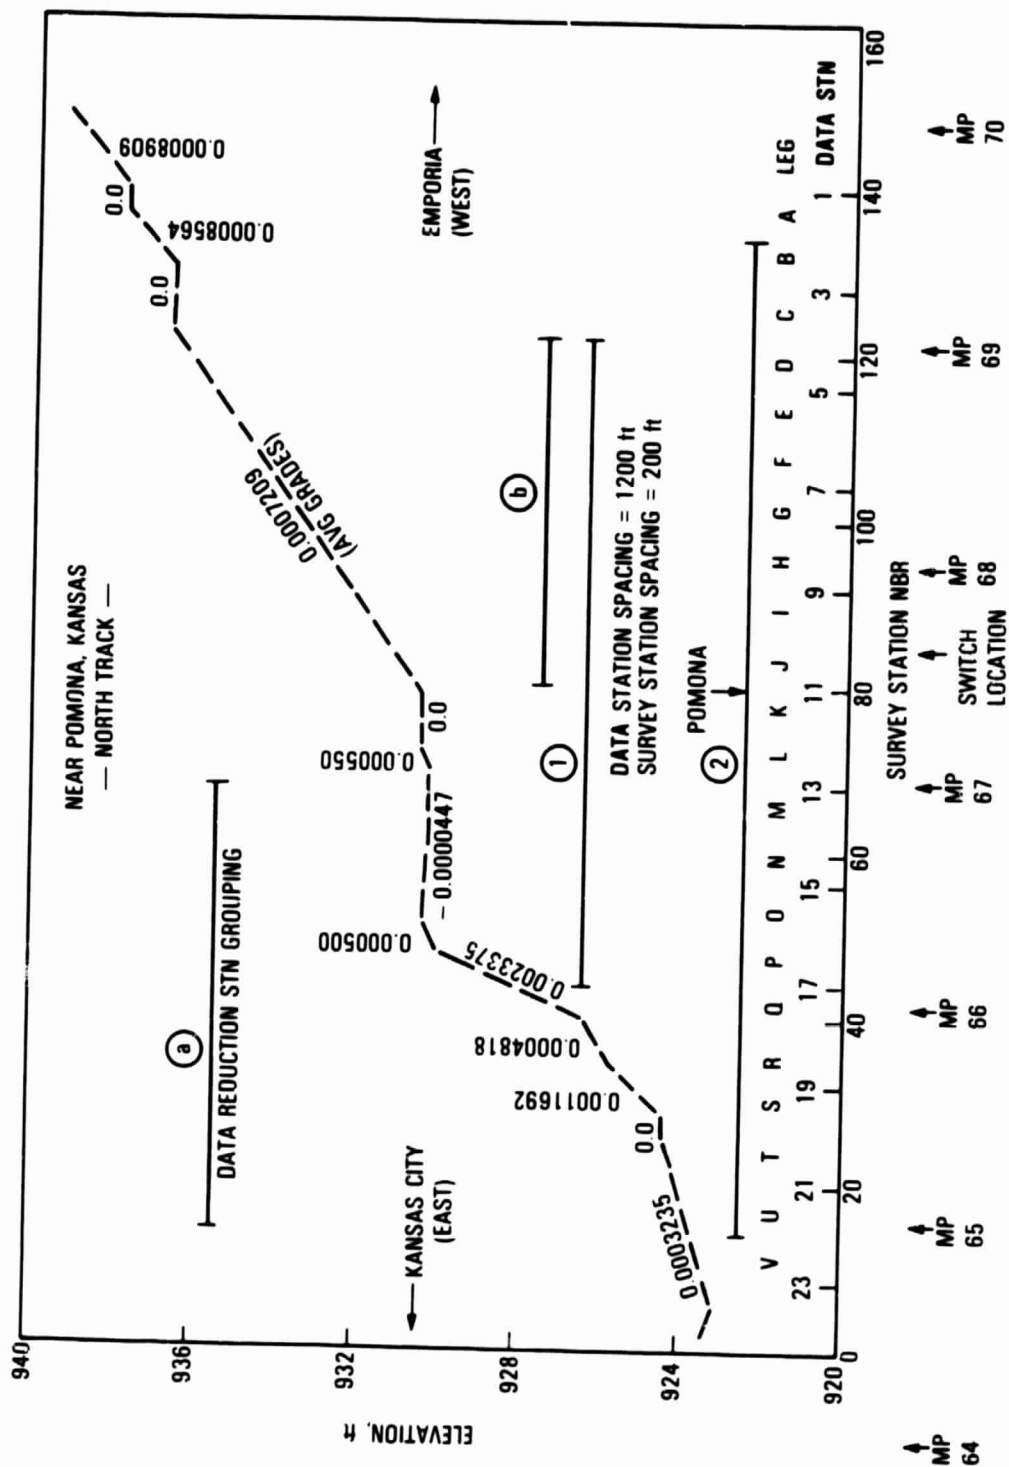 NEAR POMONA, KANSAS
— NORTH TRACK —
940
936
932
928
924
920
ELEVATION, ft
a
DATA REDUCTION STN GROUPING
KANSAS CITY
(EAST)
EMPORIA
(WEST)
0.0003235
0.0
0.0011692
0.0004818
0.0023375
0.000500
– 0.0000447
0.000550
0.0
0.0007209
(AVG GRADES)
0.0
0.0008564
0.0
0.0008909
b
1
DATA STATION SPACING = 1200 ft
SURVEY STATION SPACING = 200 ft
POMONA
2
V U T S R Q P O N M L K J I H G F E D C B A LEG
23 21 19 17 15 13 11 9 7 5 3 1 DATA STN
0 20 40 60 80 100 120 140 160
SURVEY STATION NBR
MP 64
MP 65
MP 66
MP 67
SWITCH
LOCATION
MP 68
MP 69
MP 70